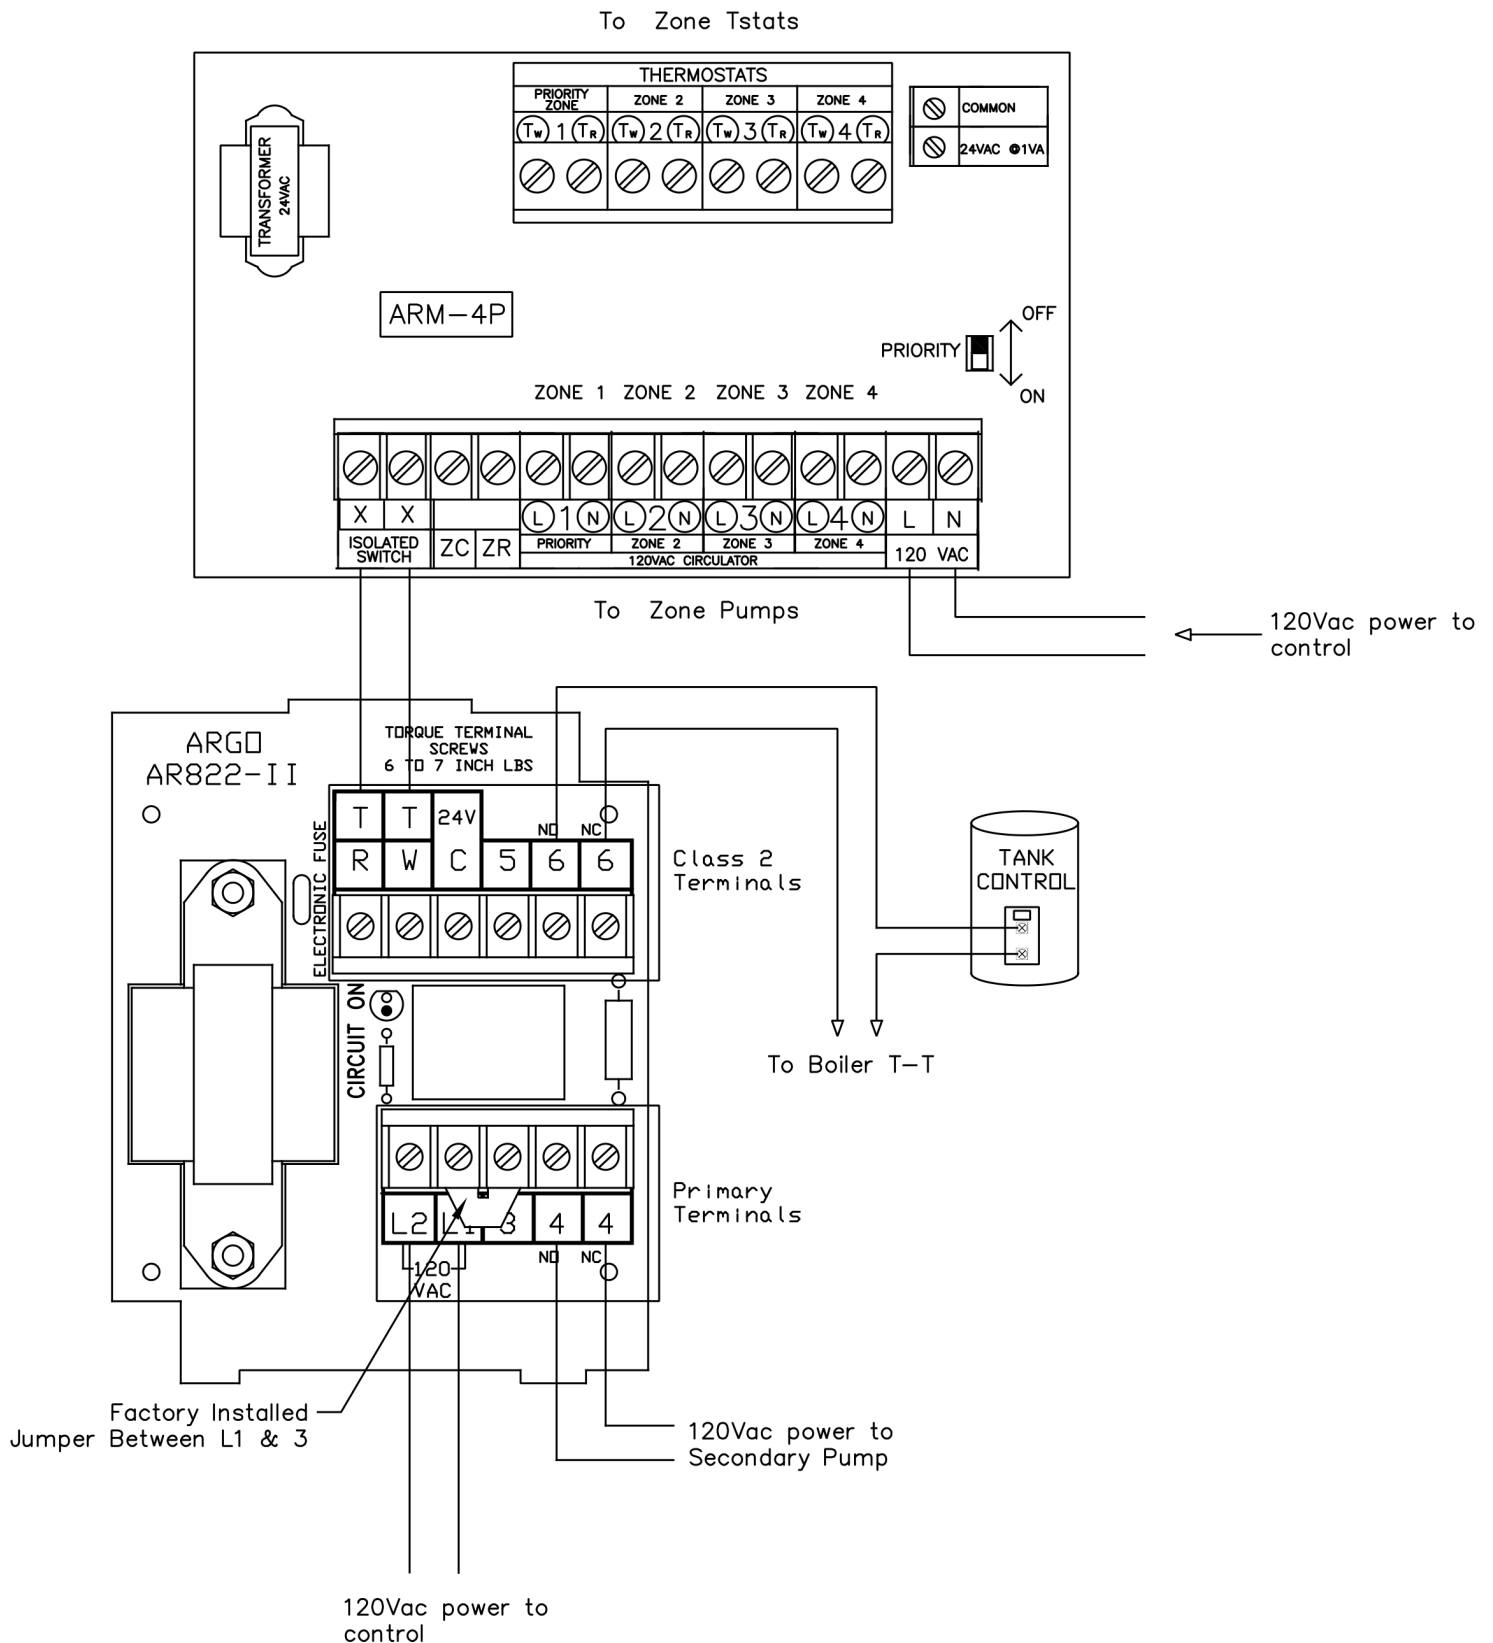 To Zone Tstats
THERMOSTATS
PRIORITY
ZONE
ZONE 2
ZONE 3
ZONE 4
TW 1 TR
TW 2 TR
TW 3 TR
TW 4 TR
COMMON
24VAC @1VA
TRANSFORMER
24VAC
ARM-4P
OFF
PRIORITY
ON
ZONE 1 ZONE 2 ZONE 3 ZONE 4
X X
ISOLATED
SWITCH
ZC ZR
L 1 N
L 2 N
L 3 N
L 4 N
L N
PRIORITY
ZONE 2
ZONE 3
ZONE 4
120VAC CIRCULATOR
120 VAC
To Zone Pumps
120Vac power to
control
ARGO
AR822-II
TORQUE TERMINAL
SCREWS
6 TO 7 INCH LBS
ELECTRONIC FUSE
T T 24V
NO NC
R W C 5 6 6
Class 2
Terminals
TANK
CONTROL
CIRCUIT ON
To Boiler T-T
Primary
Terminals
L2 L1 3 4 4
NO NC
120
VAC
Factory Installed
Jumper Between L1 & 3
120Vac power to
Secondary Pump
120Vac power to
control